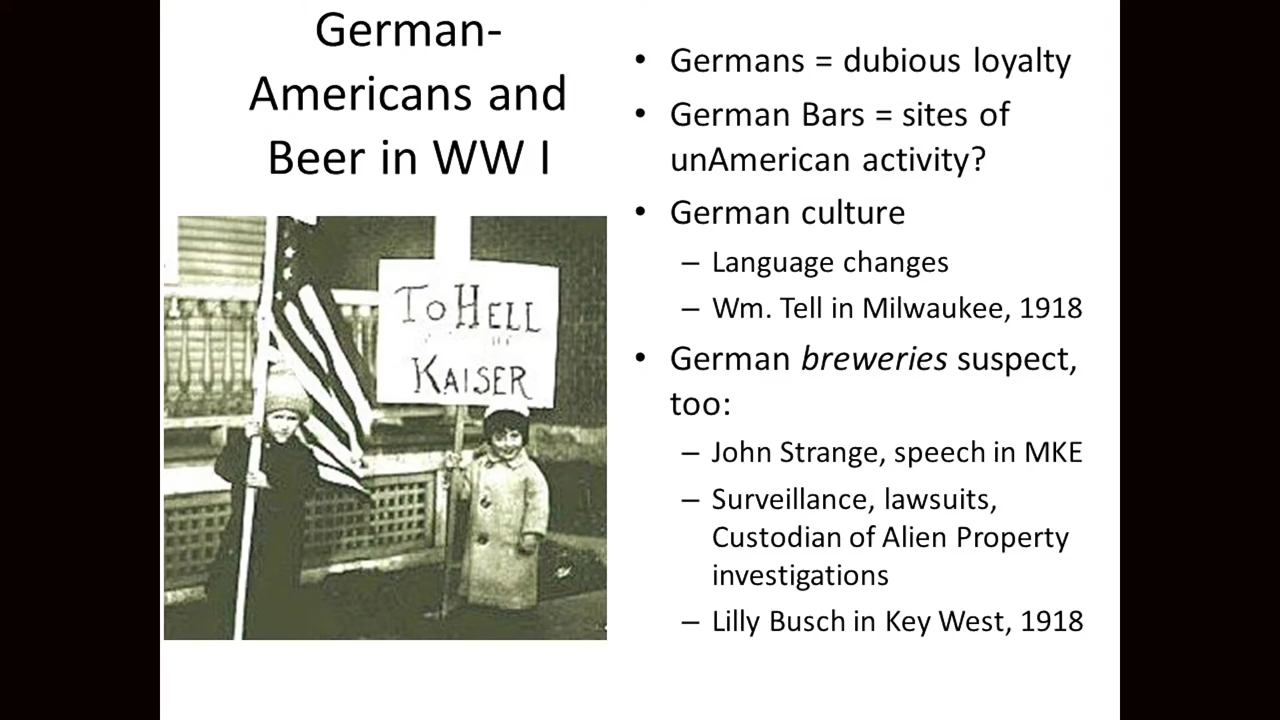 German-
Americans and
Beer in WW I
TO HELL
KAISER
• Germans = dubious loyalty
• German Bars = sites of
unAmerican activity?
• German culture
– Language changes
– Wm. Tell in Milwaukee, 1918
• German breweries suspect,
too:
– John Strange, speech in MKE
– Surveillance, lawsuits,
Custodian of Alien Property
investigations
– Lilly Busch in Key West, 1918